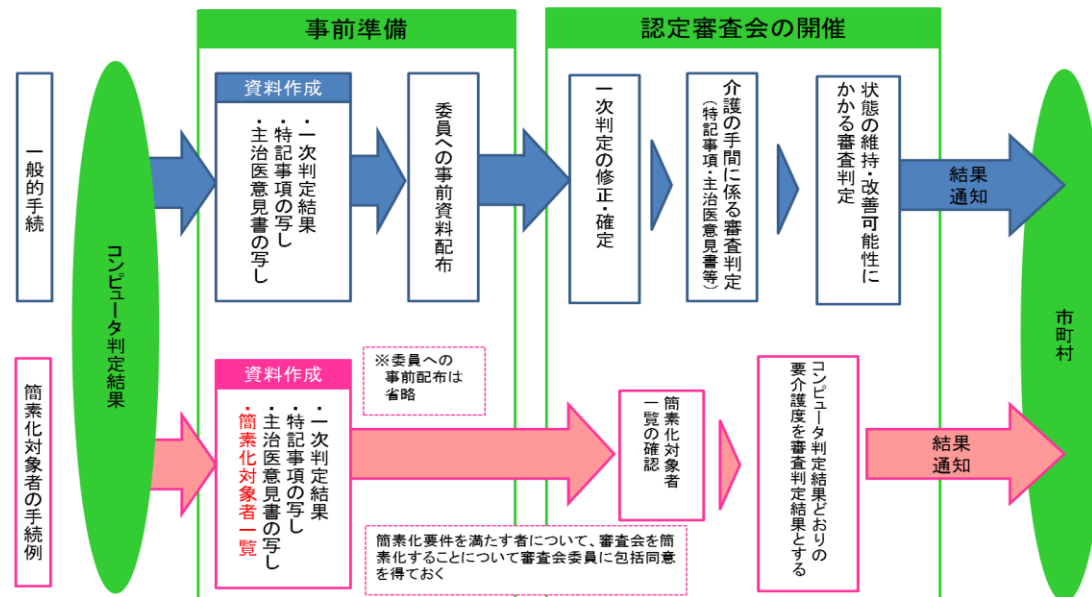 事前準備
認定審査会の開催
一般的手続
コンピュータ判定結果
資料作成
・一次判定結果
・特記事項の写し
・主治医意見書の写し
委員への事前資料配布
一次判定の修正・確定
介護の手間に係る審査判定
（特記事項・主治医意見書等）
状態の維持・改善可能性に
かかる審査判定
結果
通知
市町村
簡素化対象者の手続例
資料作成
・一次判定結果
・特記事項の写し
・主治医意見書の写し
・簡素化対象者一覧
※委員への
事前配布は
省略
簡素化対象者
一覧の確認
コンピュータ判定結果どおりの
要介護度を審査判定結果とする
結果
通知
簡素化要件を満たす者について、審査会を簡
素化することについて審査会委員に包括同意
を得ておく